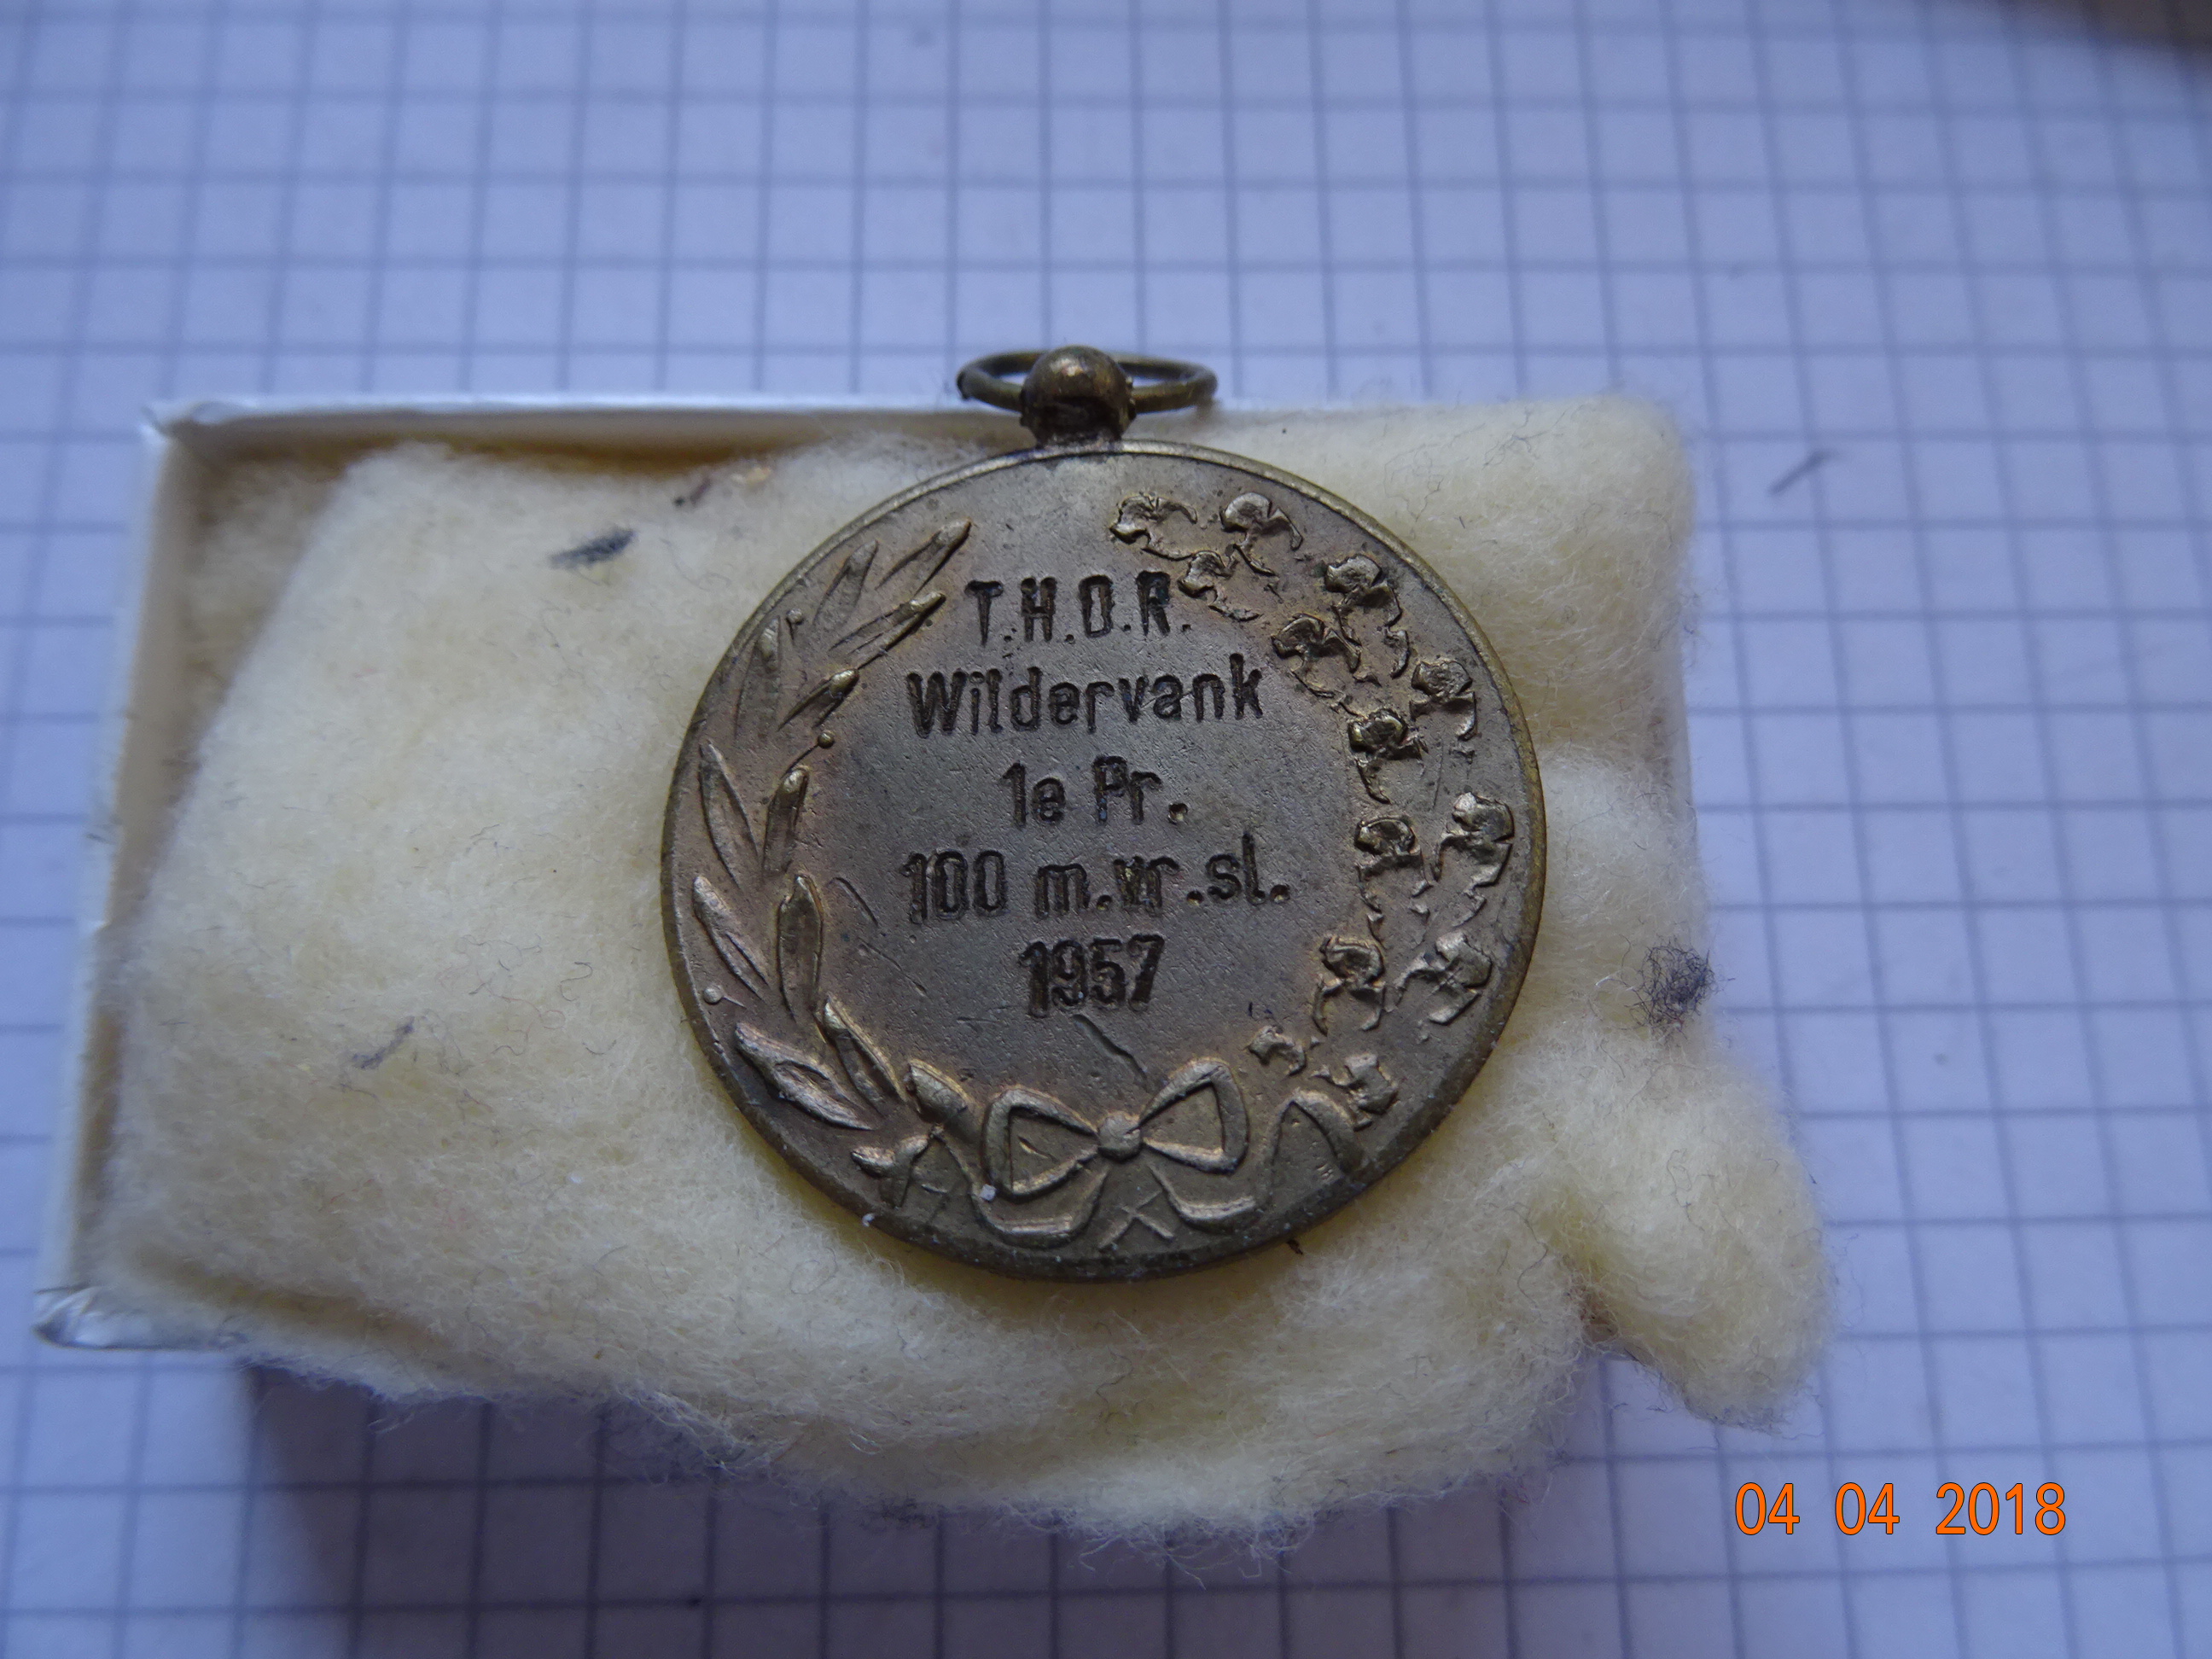 T.H.O.R.
Wildervank
1e Pr.
100 m.vr.sl.
1957
04 04 2018